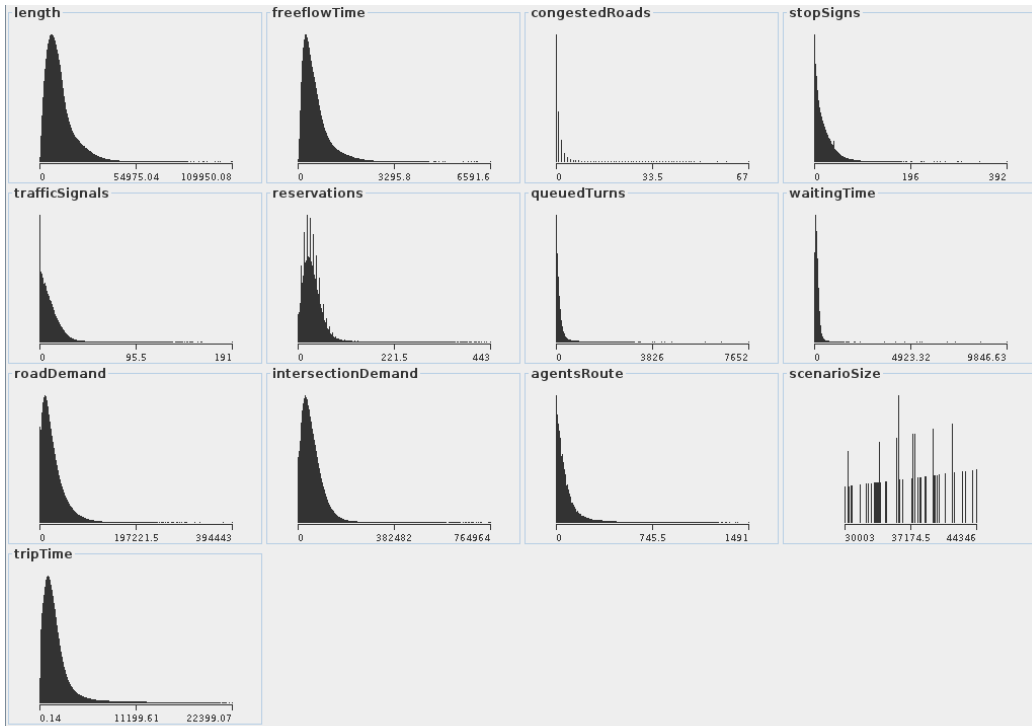 length freeflowTime congestedRoads stopSigns
0 54975.04 109950.08 0 3295.8 6591.6 0 33.5 67 0 196 392
trafficSignals reservations queuedTurns waitingTime
0 95.5 191 0 221.5 443 0 3826 7652 0 4923.32 9846.63
roadDemand intersectionDemand agentsRoute scenarioSize
0 197221.5 394443 0 382482 764964 0 745.5 1491 30003 37174.5 44346
tripTime
0.14 11199.61 22399.07